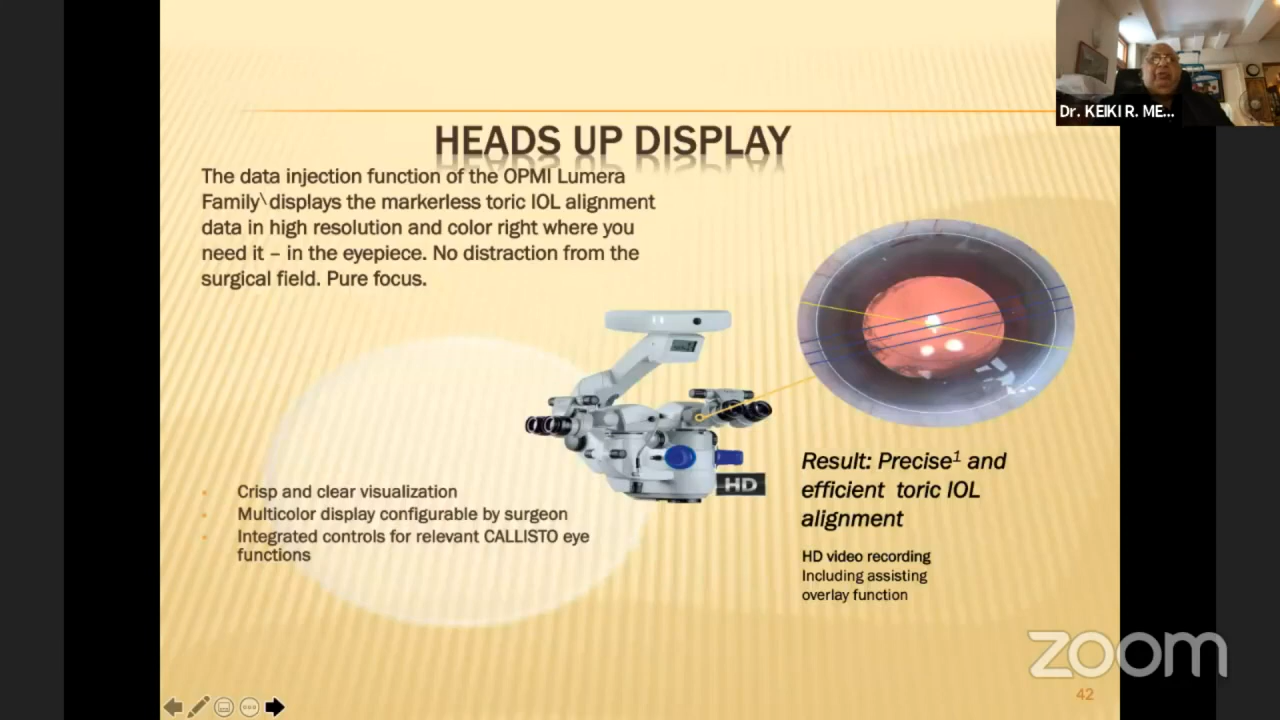 Dr. KEIKI R. ME...
HEADS UP DISPLAY
The data injection function of the OPMI Lumera
Family\ displays the markerless toric IOL alignment
data in high resolution and color right where you
need it – in the eyepiece. No distraction from the
surgical field. Pure focus.
HD
Crisp and clear visualization
Multicolor display configurable by surgeon
Integrated controls for relevant CALLISTO eye
functions
Result: Precise¹ and
efficient toric IOL
alignment
HD video recording
Including assisting
overlay function
zoom
42